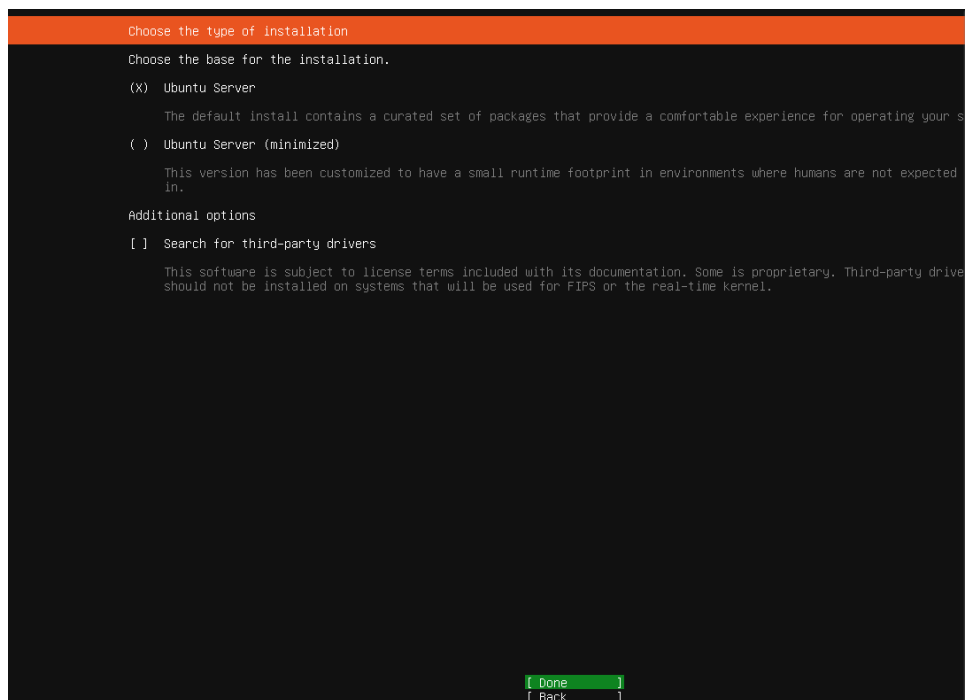 Choose the type of installation
Choose the base for the installation.
(X) Ubuntu Server
The default install contains a curated set of packages that provide a comfortable experience for operating your s
( ) Ubuntu Server (minimized)
This version has been customized to have a small runtime footprint in environments where humans are not expected
in.
Additional options
[ ] Search for third-party drivers
This software is subject to license terms included with its documentation. Some is proprietary. Third-party drive
should not be installed on systems that will be used for FIPS or the real-time kernel.
[ Done ]
[ Back ]